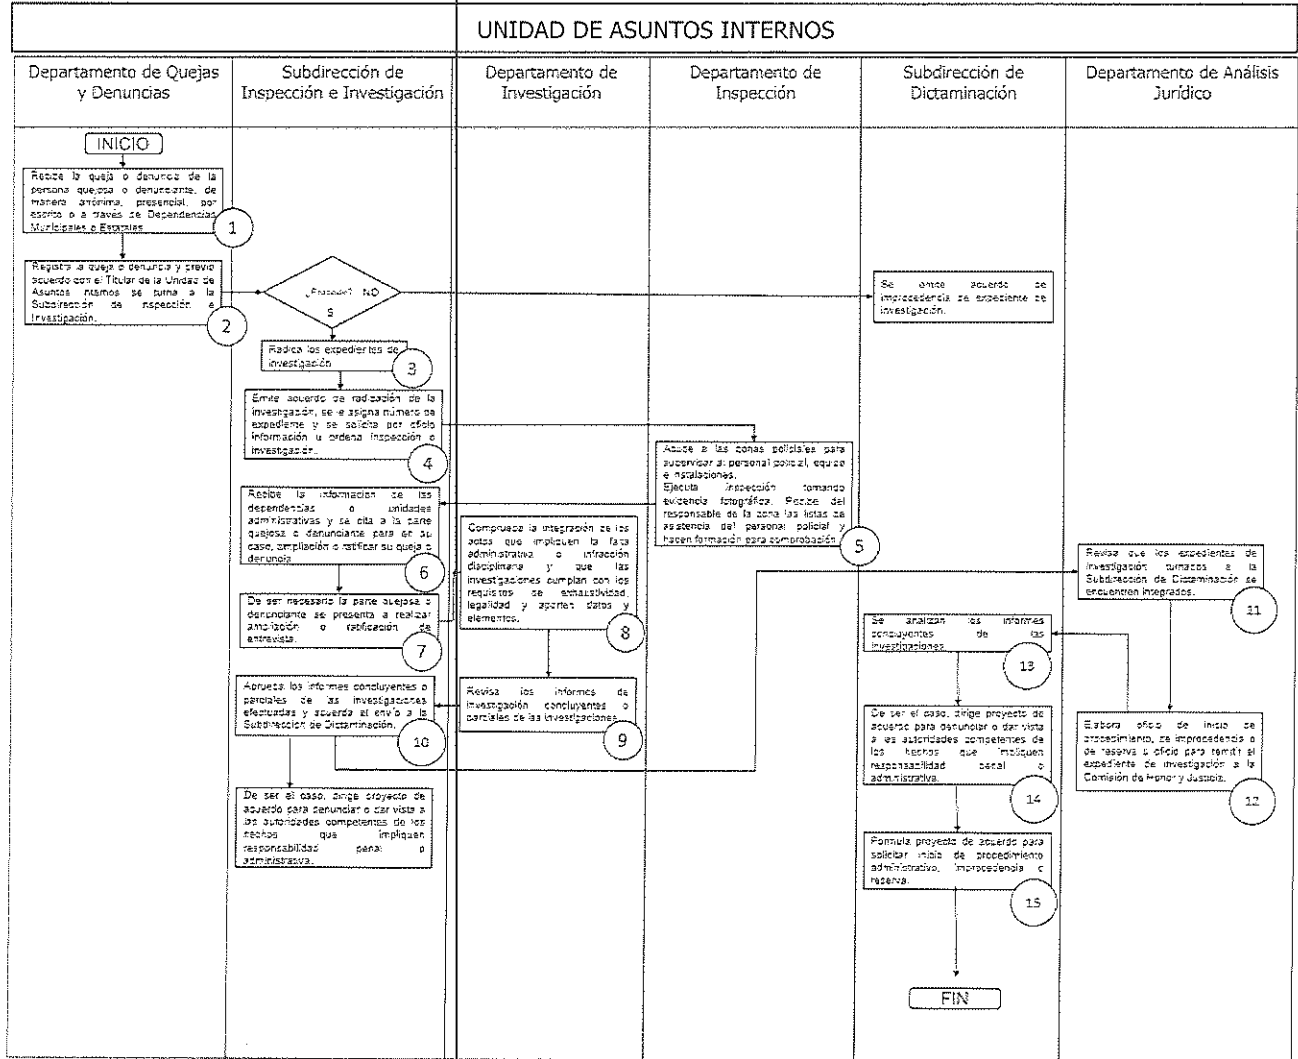 UNIDAD DE ASUNTOS INTERNOS
Departamento de Quejas
y Denuncias
Subdirección de
Inspección e Investigación
Departamento de
Investigación
Departamento de
Inspección
Subdirección de
Dictaminación
Departamento de Análisis
Jurídico
INICIO
Recibe la queja o denuncia de la
persona quejosa o denunciante, de
manera anónima, presencial, por
escrito o a través de Dependencias
Municipales o Estatales
1
Registra la queja o denuncia y previo
acuerdo con el Titular de la Unidad de
Asuntos Internos se turna a la
Subdirección de Inspección e
Investigación.
2
¿Procede? NO
SI
Se emite acuerdo de
improcedencia de expediente de
investigación.
Radica los expedientes de
investigación
3
Emite acuerdo de radicación de la
investigación, se le asigna número de
expediente y se solicita por oficio
información u ordena inspección o
investigación.
4
Acude a las zonas policiales para
supervisar al personal policial, equipo
e instalaciones.
Ejecuta inspección tomando
evidencia fotográfica. Recibe del
responsable de la zona las listas de
asistencia del personal policial y
hacen formación para comprobación
5
Recibe la información de las
dependencias o unidades
administrativas y se cita a la parte
quejosa o denunciante para en su
caso, ampliación o ratificar su queja o
denuncia
6
De ser necesario la parte quejosa o
denunciante se presenta a realizar
ampliación o ratificación de
entrevista.
7
Comprueba la integración de los
actos que impliquen la falta
administrativa o infracción
disciplinaria y que las
investigaciones cumplan con los
requisitos de exhaustividad,
legalidad y aporten datos y
elementos.
8
Revisa los informes de
investigación concluyentes o
parciales de las investigaciones
9
Aprueba los informes concluyentes o
parciales de las investigaciones
efectuadas y acuerda el envío a la
Subdirección de Dictaminación.
10
De ser el caso, dirige proyecto de
acuerdo para denunciar o dar vista a
las autoridades competentes de los
hechos que impliquen
responsabilidad penal o
administrativa.
Revisa que los expedientes de
investigación turnados a la
Subdirección de Dictaminación se
encuentren integrados.
11
Elabora oficio de inicio de
procedimiento, de improcedencia o
de reserva u oficio para remitir el
expediente de investigación a la
Comisión de Honor y Justicia.
12
Se analizan los informes
concluyentes de las
investigaciones
13
De ser el caso, dirige proyecto de
acuerdo para denunciar o dar vista
a las autoridades competentes de
los hechos que impliquen
responsabilidad penal o
administrativa.
14
Formula proyecto de acuerdo para
solicitar inicio de procedimiento
administrativo, improcedencia o
reserva.
15
FIN